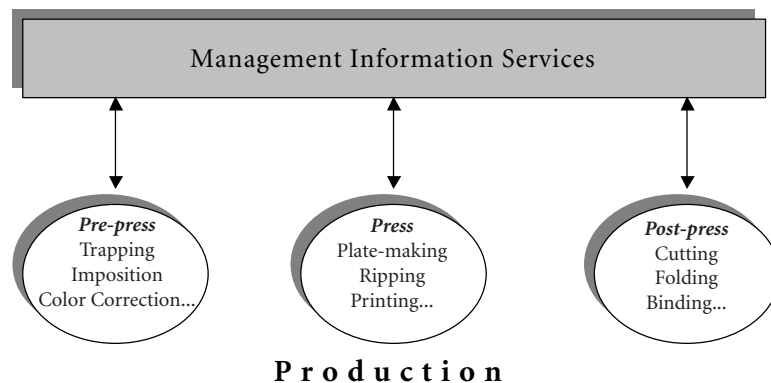 Management Information Services
Pre-press
Trapping
Imposition
Color Correction...
Press
Plate-making
Ripping
Printing...
Post-press
Cutting
Folding
Binding...
Production